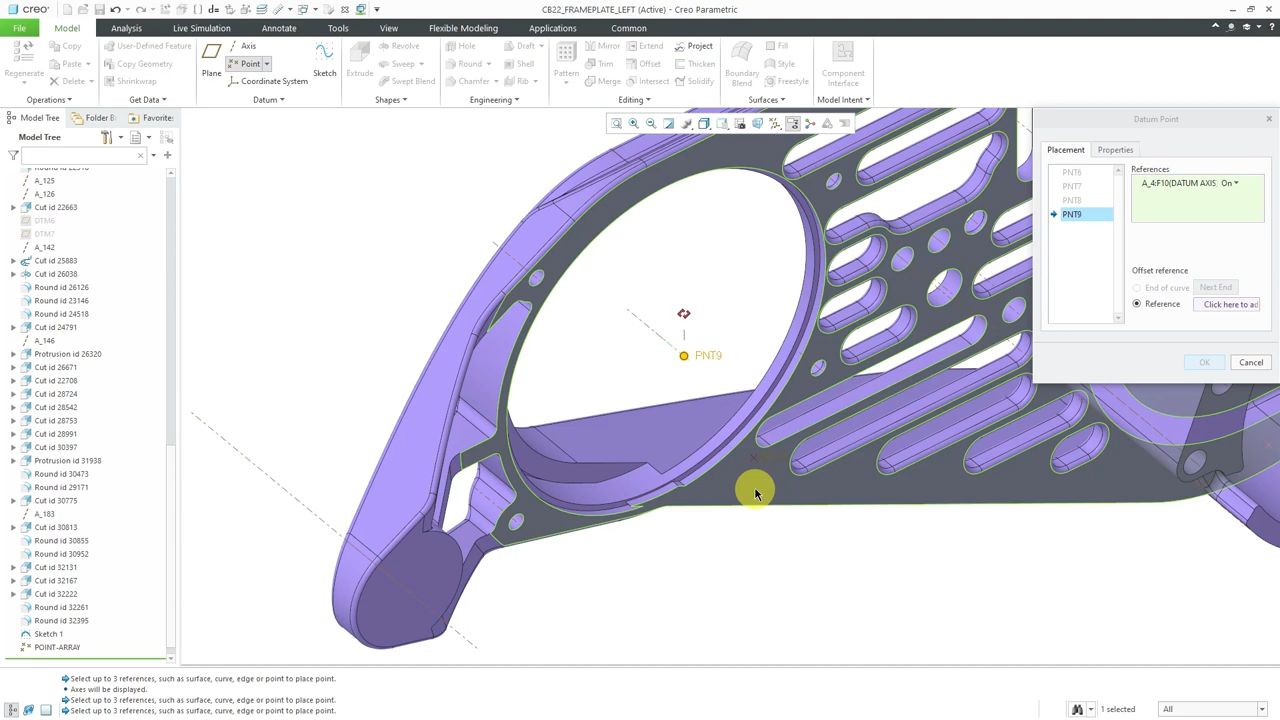 creo CB22_FRAMEPLATE_LEFT (Active) - Creo Parametric
File Model Analysis Live Simulation Annotate Tools View Flexible Modeling Applications Common
Regenerate
Copy
Paste
Delete
Operations
User-Defined Feature
Copy Geometry
Shrinkwrap
Get Data
Plane
Axis
Point
Coordinate System
Sketch
Datum
Extrude
Revolve
Sweep
Swept Blend
Shapes
Hole
Round
Chamfer
Draft
Shell
Rib
Engineering
Pattern
Mirror
Trim
Merge
Extend
Offset
Intersect
Project
Thicken
Solidify
Editing
Boundary
Blend
Fill
Style
Freestyle
Surfaces
Component
Interface
Model Intent
Model Tree Folder B Favorite:
Model Tree
A_125
A_126
Cut id 22663
DTM6
DTM7
A_142
Cut id 25883
Cut id 26038
Round id 26126
Round id 23146
Round id 24518
Cut id 24791
A_146
Protrusion id 26320
Cut id 26671
Cut id 22708
Cut id 28724
Cut id 28542
Cut id 28753
Cut id 28991
Cut id 30397
Protrusion id 31938
Round id 30473
Round id 29171
Cut id 30775
A_183
Cut id 30813
Round id 30855
Round id 30952
Cut id 32131
Cut id 32167
Cut id 32222
Round id 32261
Round id 32395
Sketch 1
POINT-ARRAY
PNT9
Datum Point
Placement Properties
PNT6
PNT7
PNT8
PNT9
References
A_4:F10(DATUM AXIS) On
Offset reference
End of curve Next End
Reference Click here to ad
OK Cancel
Select up to 3 references, such as surface, curve, edge or point to place point.
Axes will be displayed.
Select up to 3 references, such as surface, curve, edge or point to place point.
Select up to 3 references, such as surface, curve, edge or point to place point.
1 selected All